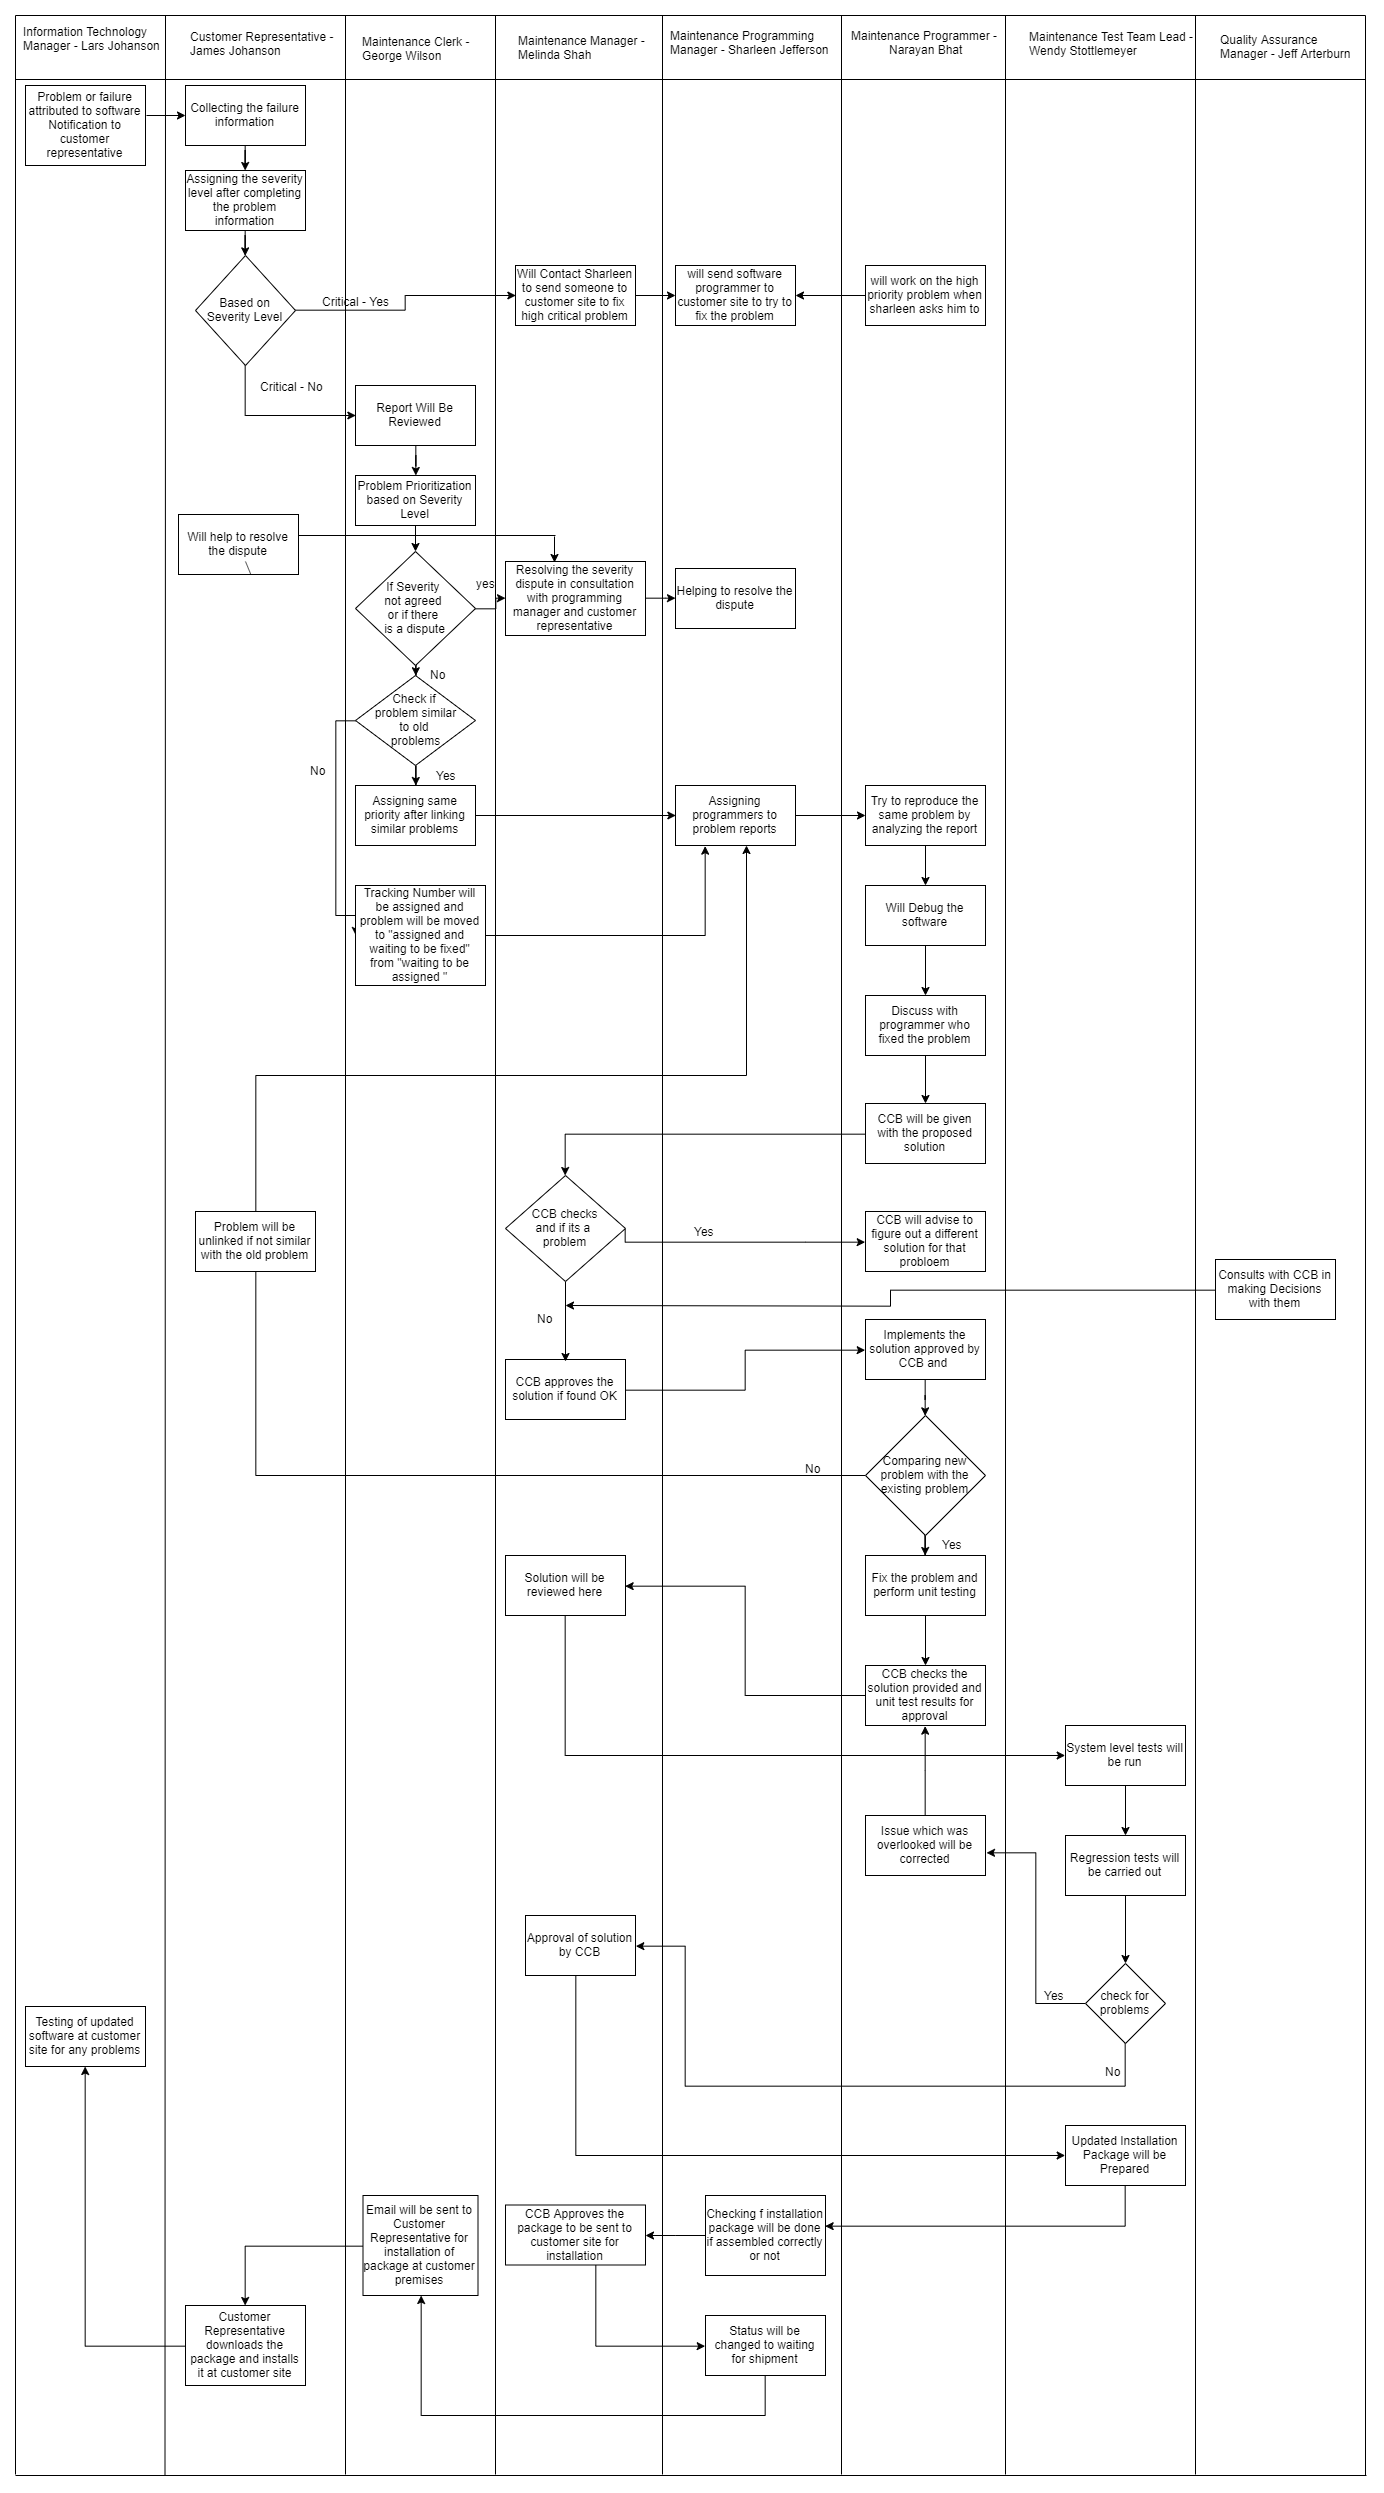 Information Technology
Manager - Lars Johanson
Customer Representative -
James Johanson
Maintenance Clerk -
George Wilson
Maintenance Manager -
Melinda Shah
Maintenance Programming
Manager - Sharleen Jefferson
Maintenance Programmer -
Narayan Bhat
Maintenance Test Team Lead -
Wendy Stottlemeyer
Quality Assurance
Manager - Jeff Arterburn
Problem or failure
attributed to software
Notification to
customer
representative
Collecting the failure
information
Assigning the severity
level after completing
the problem
information
Based on
Severity Level
Critical - Yes
Will Contact Sharleen
to send someone to
customer site to fix
high critical problem
will send software
programmer to
customer site to try to
fix the problem
will work on the high
priority problem when
sharleen asks him to
Critical - No
Report Will Be
Reviewed
Problem Prioritization
based on Severity
Level
Will help to resolve
the dispute
If Severity
not agreed
or if there
is a dispute
yes
Resolving the severity
dispute in consultation
with programming
manager and customer
representative
Helping to resolve the
dispute
No
Check if
problem similar
to old
problems
No
Yes
Assigning same
priority after linking
similar problems
Assigning
programmers to
problem reports
Try to reproduce the
same problem by
analyzing the report
Tracking Number will
be assigned and
problem will be moved
to "assigned and
waiting to be fixed"
from "waiting to be
assigned "
Will Debug the
software
Discuss with
programmer who
fixed the problem
CCB will be given
with the proposed
solution
CCB checks
and if its a
problem
Yes
CCB will advise to
figure out a different
solution for that
probloem
Problem will be
unlinked if not similar
with the old problem
Consults with CCB in
making Decisions
with them
No
Implements the
solution approved by
CCB and
CCB approves the
solution if found OK
Comparing new
problem with the
existing problem
No
Yes
Solution will be
reviewed here
Fix the problem and
perform unit testing
CCB checks the
solution provided and
unit test results for
approval
System level tests will
be run
Issue which was
overlooked will be
corrected
Regression tests will
be carried out
Approval of solution
by CCB
Yes
check for
problems
Testing of updated
software at customer
site for any problems
No
Updated Installation
Package will be
Prepared
Email will be sent to
Customer
Representative for
installation of
package at customer
premises
CCB Approves the
package to be sent to
customer site for
installation
Checking f installation
package will be done
if assembled correctly
or not
Customer
Representative
downloads the
package and installs
it at customer site
Status will be
changed to waiting
for shipment